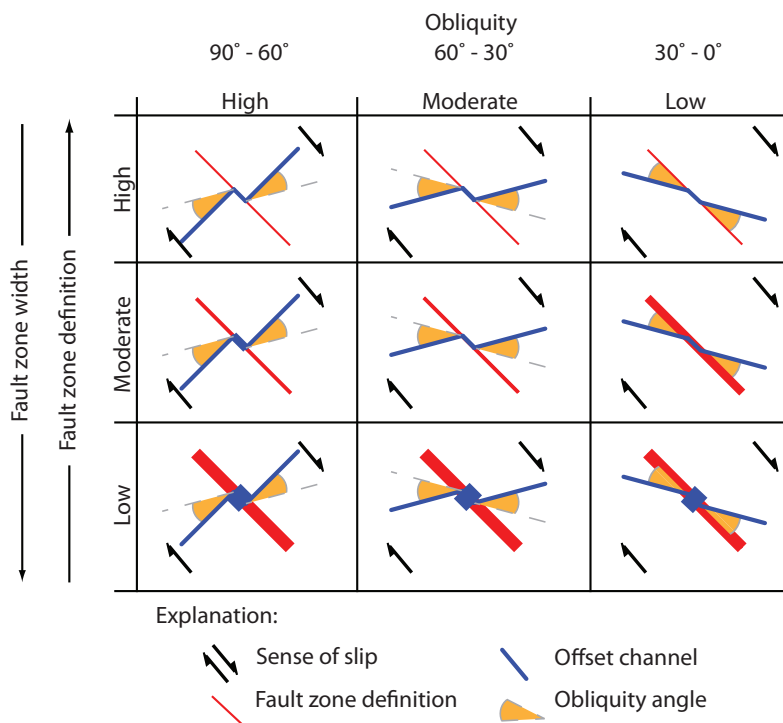 Obliquity
90˚ - 60˚ 60˚ - 30˚ 30˚ - 0˚
High Moderate Low
Fault zone width
Fault zone definition
High
Moderate
Low
Explanation:
Sense of slip
Offset channel
Fault zone definition
Obliquity angle